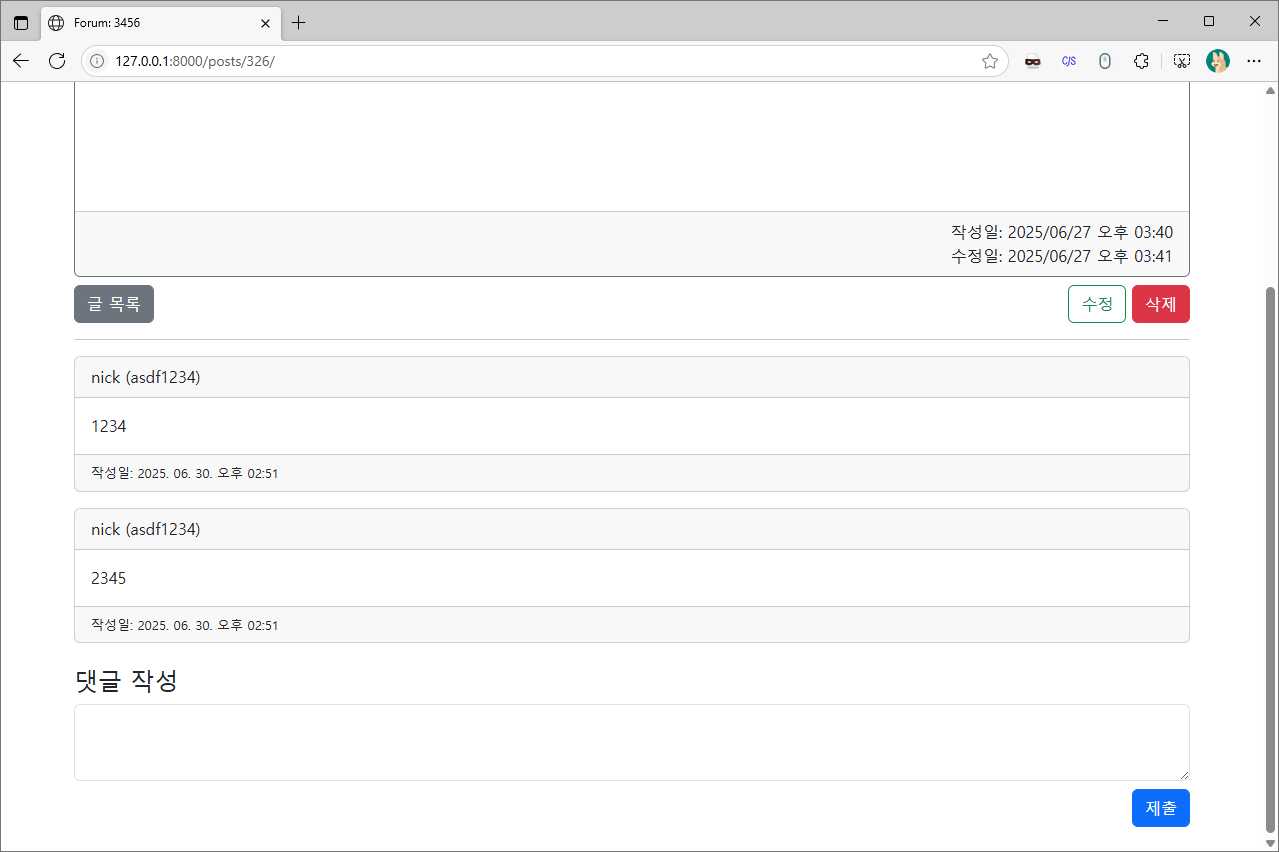 Forum: 3456
127.0.0.1:8000/posts/326/
C/S
작성일: 2025/06/27 오후 03:40
수정일: 2025/06/27 오후 03:41
글 목록
수정
삭제
nick (asdf1234)
1234
작성일: 2025. 06. 30. 오후 02:51
nick (asdf1234)
2345
작성일: 2025. 06. 30. 오후 02:51
댓글 작성
제출